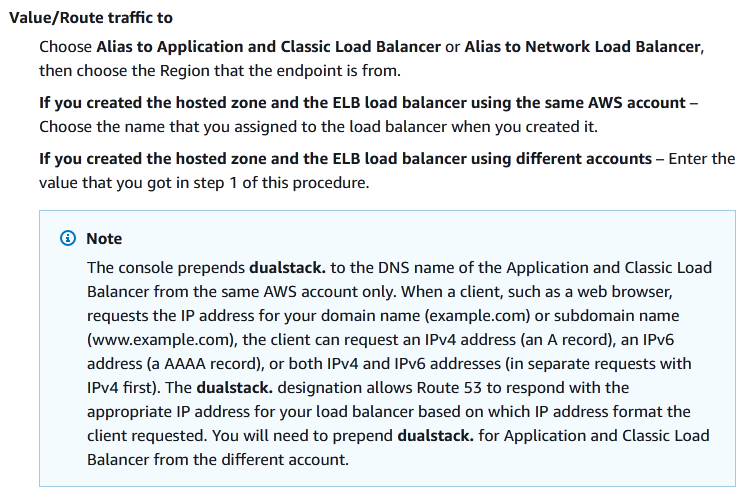 Value/Route traffic to
Choose Alias to Application and Classic Load Balancer or Alias to Network Load Balancer,
then choose the Region that the endpoint is from.
If you created the hosted zone and the ELB load balancer using the same AWS account –
Choose the name that you assigned to the load balancer when you created it.
If you created the hosted zone and the ELB load balancer using different accounts – Enter the
value that you got in step 1 of this procedure.
Note
The console prepends dualstack. to the DNS name of the Application and Classic Load
Balancer from the same AWS account only. When a client, such as a web browser,
requests the IP address for your domain name (example.com) or subdomain name
(www.example.com), the client can request an IPv4 address (an A record), an IPv6
address (a AAAA record), or both IPv4 and IPv6 addresses (in separate requests with
IPv4 first). The dualstack. designation allows Route 53 to respond with the
appropriate IP address for your load balancer based on which IP address format the
client requested. You will need to prepend dualstack. for Application and Classic Load
Balancer from the different account.